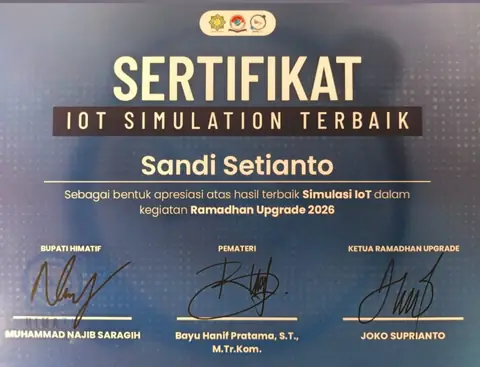 SERTIFIKAT
IOT SIMULATION TERBAIK
Sandi Setianto
Sebagai bentuk apresiasi atas hasil terbaik Simulasi IoT dalam
kegiatan Ramadhan Upgrade 2026
BUPATI HIMATIF
PEMATERI
KETUA RAMADHAN UPGRADE
MUHAMMAD NAJIB SARAGIH
Bayu Hanif Pratama, S.T.,
M.Tr.Kom.
JOKO SUPRIANTO